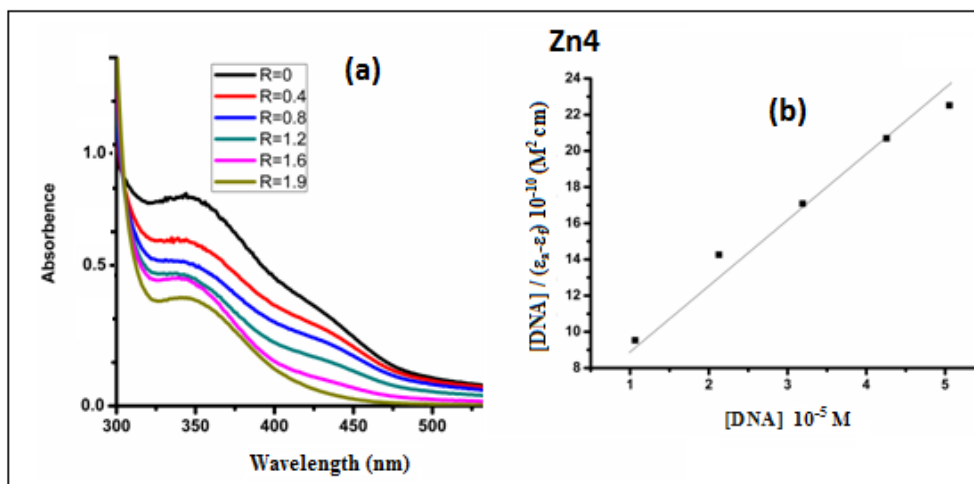 Zn4
(a)
R=0
R=0.4
R=0.8
R=1.2
R=1.6
R=1.9
1.0
0.5
0.0
Absorbence
300
350
400
450
500
Wavelength (nm)
(b)
24
22
20
18
16
14
12
10
8
[DNA] / (εa-εf) 10⁻¹⁰ (M² cm)
1
2
3
4
5
[DNA] 10⁻⁵ M